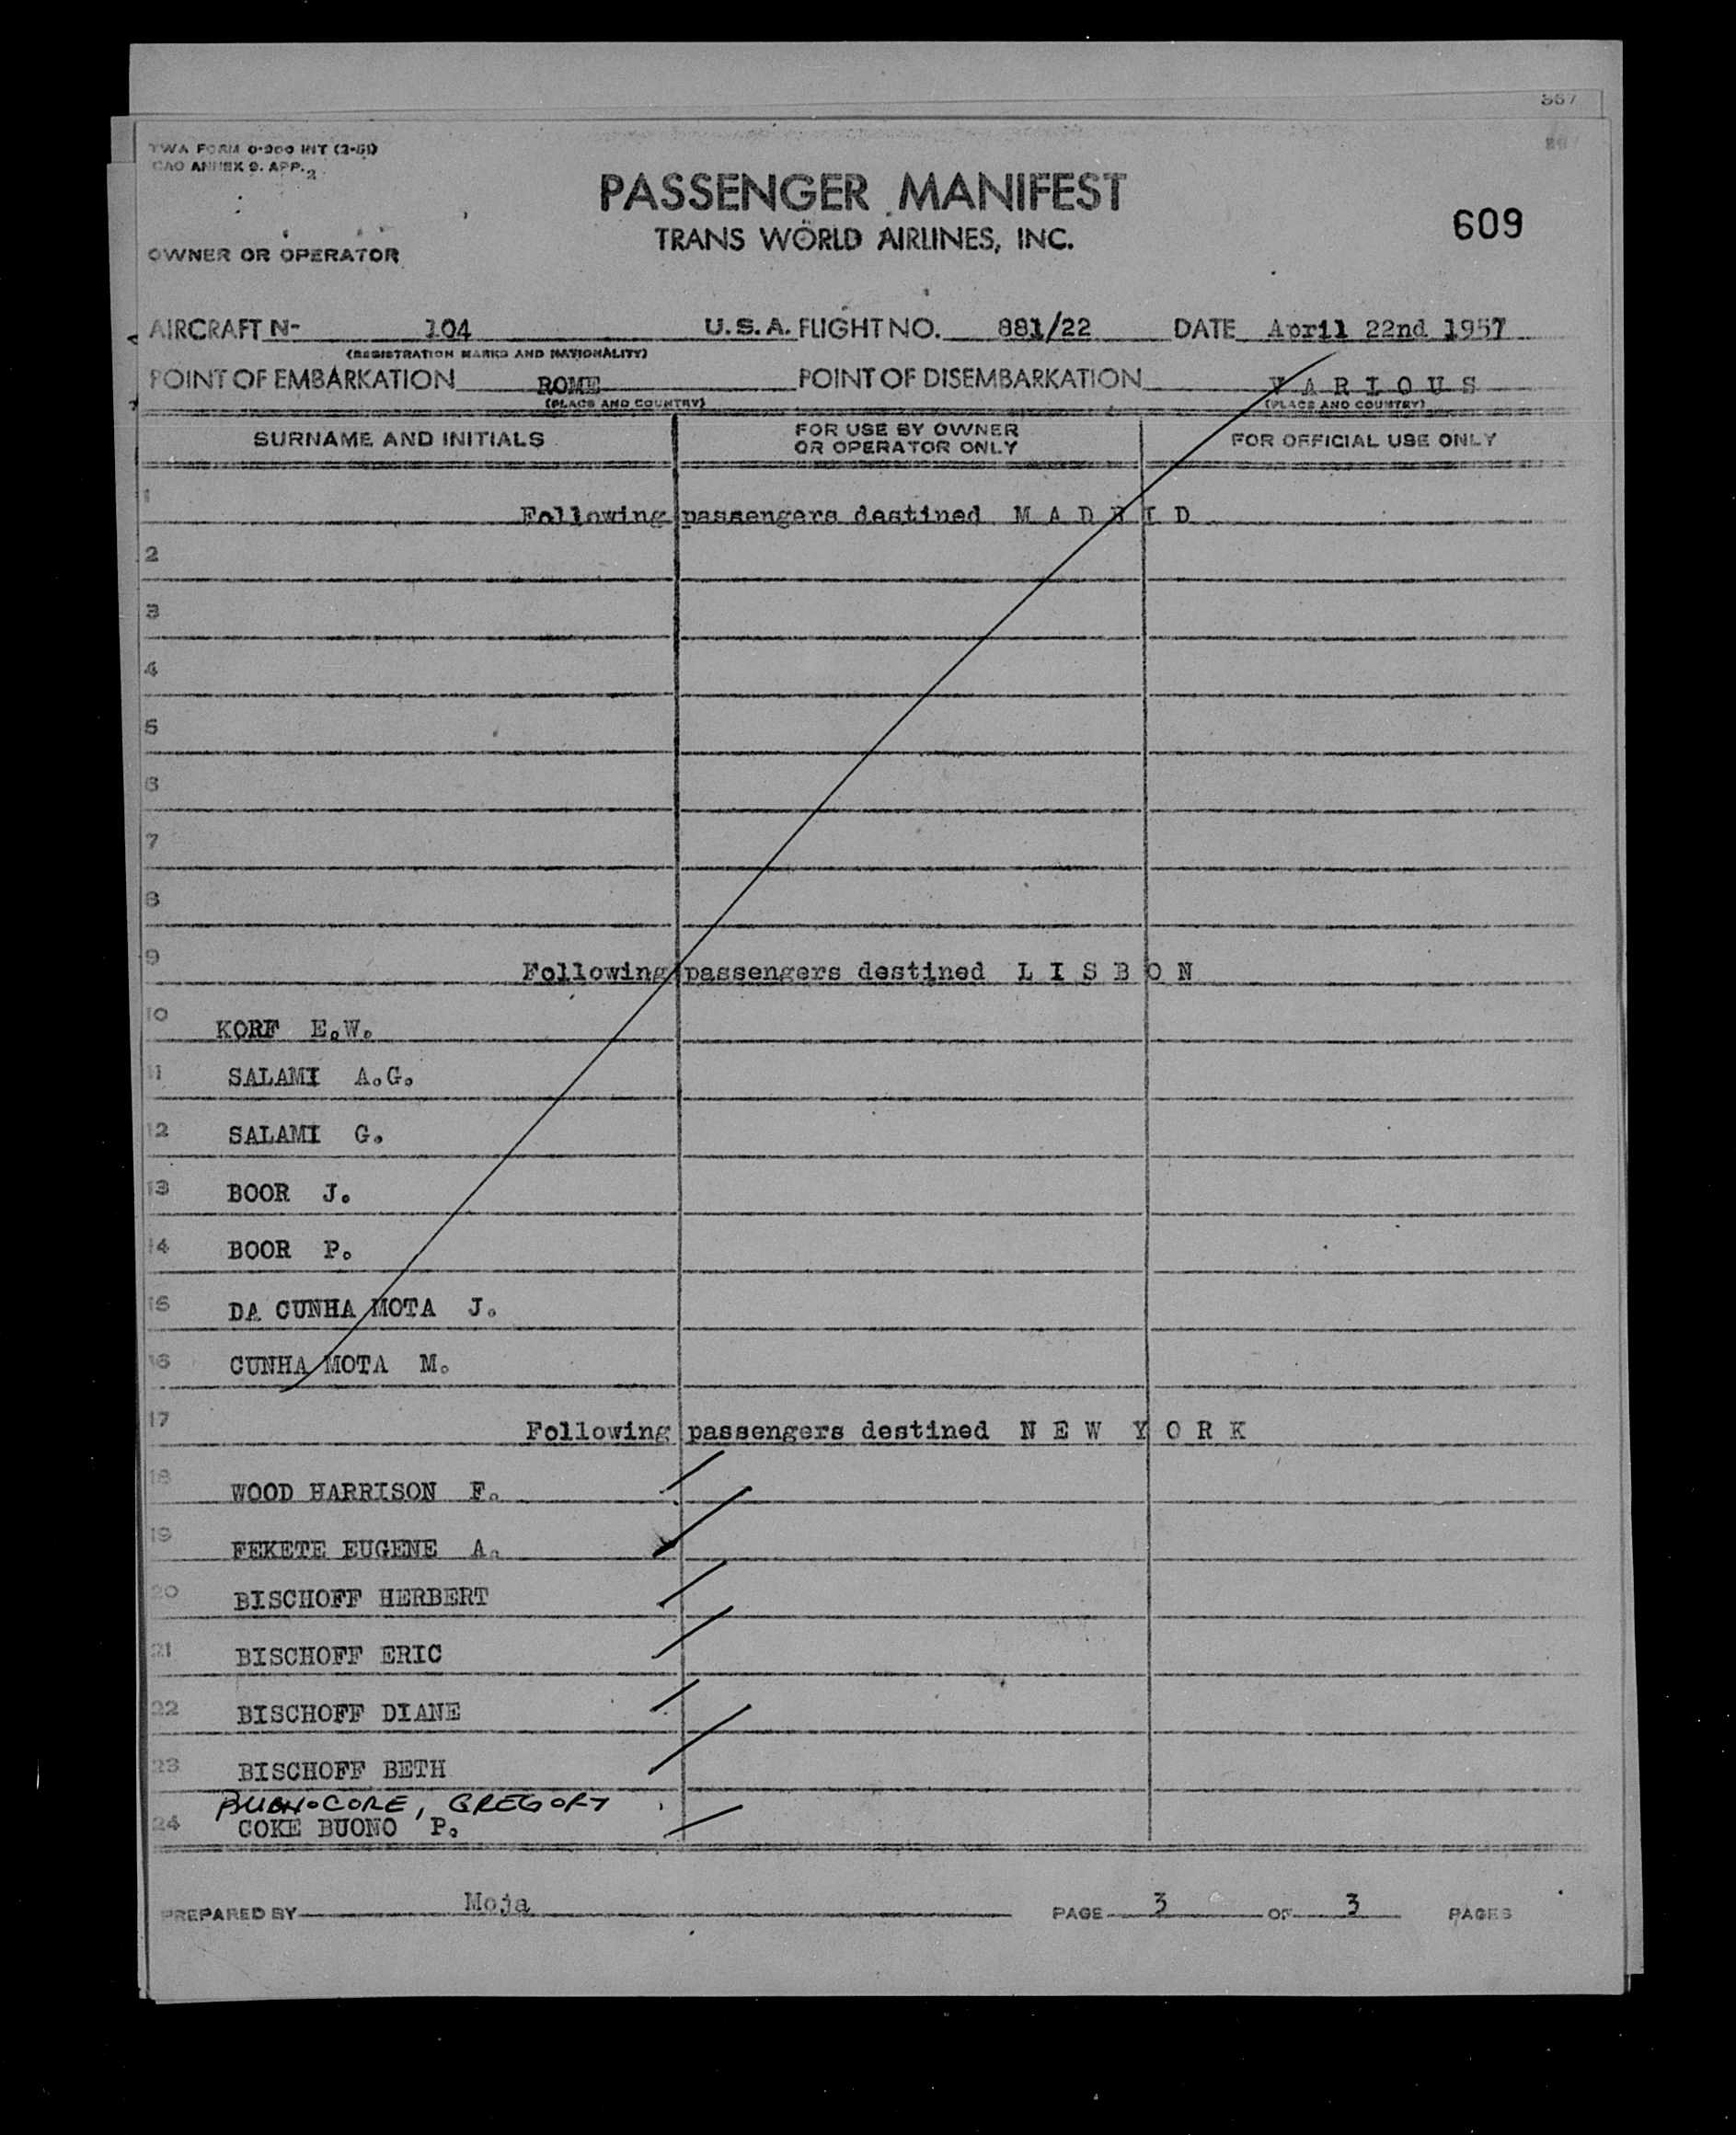 367
TWA FORM 0-900 INT (3-51)
CAO ANNEX 9. APP. 2
PASSENGER MANIFEST
609
TRANS WORLD AIRLINES, INC.
OWNER OR OPERATOR
AIRCRAFT N- 104 U.S.A. FLIGHT NO. 881/22 DATE April 22nd 1957
(REGISTRATION MARKS AND NATIONALITY)
POINT OF EMBARKATION ROME POINT OF DISEMBARKATION V A R I O U S
(PLACE AND COUNTRY) (PLACE AND COUNTRY)
SURNAME AND INITIALS FOR USE BY OWNER OR OPERATOR ONLY FOR OFFICIAL USE ONLY
1 Following passengers destined M A D R I D
2
3
4
5
6
7
8
9 Following passengers destined L I S B O N
10 KORF E.W.
11 SALAMI A.G.
12 SALAMI G.
13 BOOR J.
14 BOOR P.
15 DA CUNHA MOTA J.
16 CUNHA MOTA M.
17 Following passengers destined N E W Y O R K
18 WOOD HARRISON F.
19 FEKETE EUGENE A.
20 BISCHOFF HERBERT
21 BISCHOFF ERIC
22 BISCHOFF DIANE
23 BISCHOFF BETH
BUONOCORE, GREGORY
24 COKE BUONO P.
PREPARED BY Moja PAGE 3 OF 3 PAGES